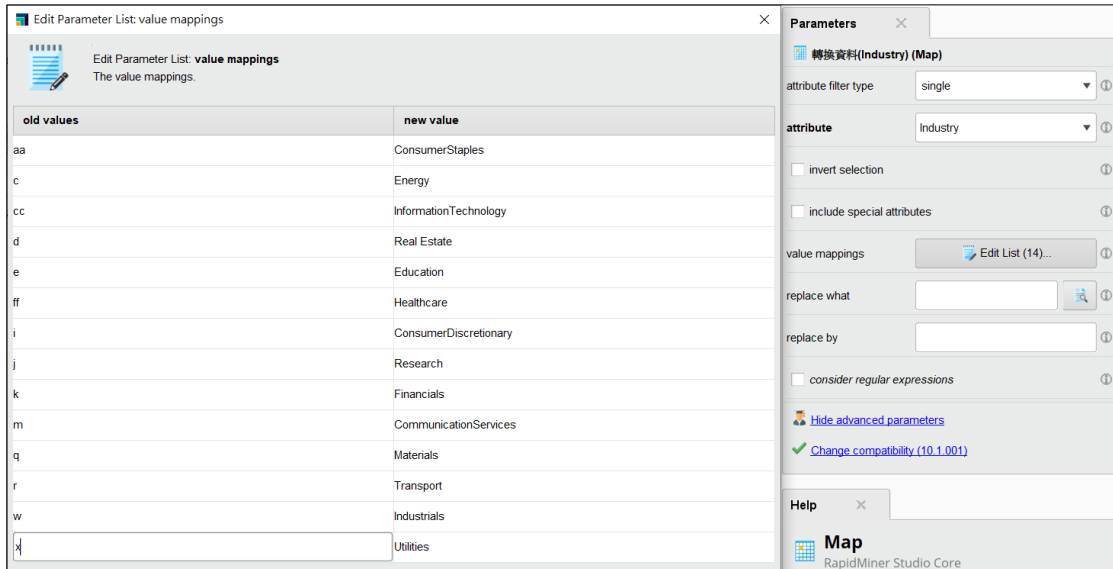 Edit Parameter List: value mappings
Edit Parameter List: value mappings
The value mappings.
old values new value
aa ConsumerStaples
c Energy
cc InformationTechnology
d Real Estate
e Education
ff Healthcare
i ConsumerDiscretionary
j Research
k Financials
m CommunicationServices
q Materials
r Transport
w Industrials
x Utilities
Parameters
轉換資料(Industry) (Map)
attribute filter type single
attribute Industry
invert selection
include special attributes
value mappings Edit List (14)...
replace what
replace by
consider regular expressions
Hide advanced parameters
Change compatibility (10.1.001)
Help
Map
RapidMiner Studio Core